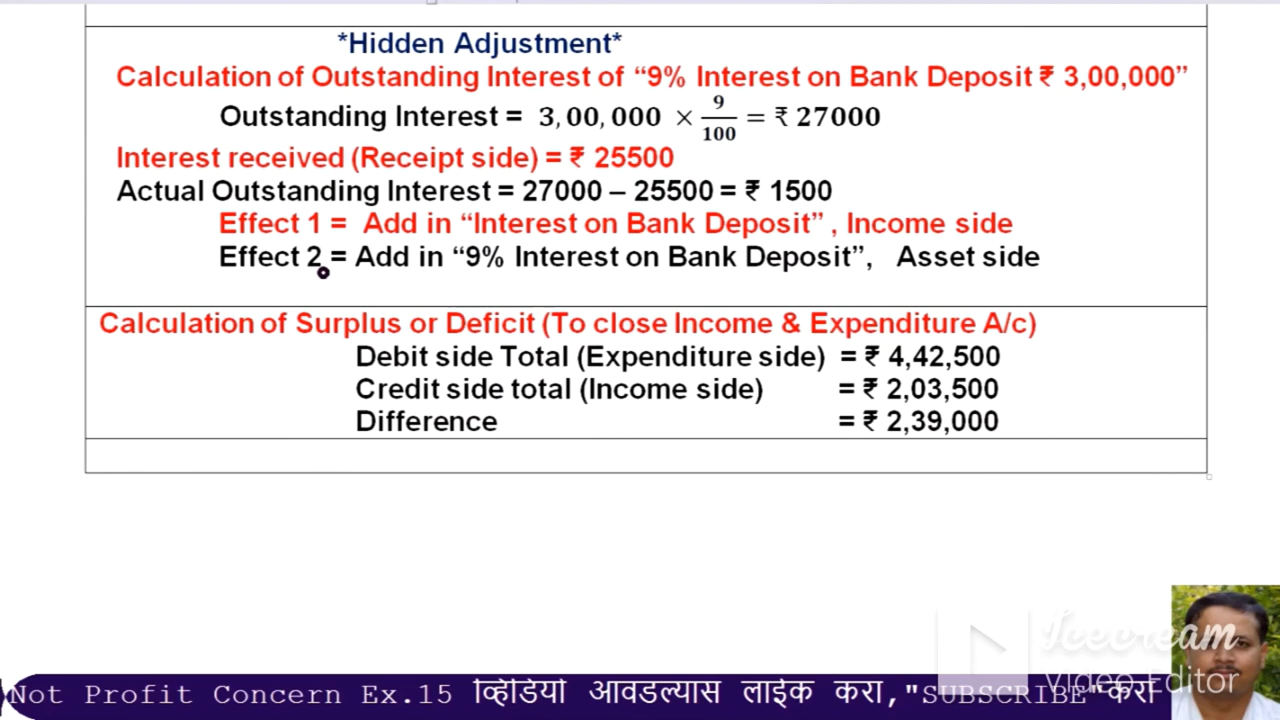 *Hidden Adjustment*
Calculation of Outstanding Interest of “9% Interest on Bank Deposit ₹ 3,00,000”
Outstanding Interest = 3,00,000 × 9/100 = ₹ 27000
Interest received (Receipt side) = ₹ 25500
Actual Outstanding Interest = 27000 – 25500 = ₹ 1500
Effect 1 = Add in “Interest on Bank Deposit” , Income side
Effect 2 = Add in “9% Interest on Bank Deposit”, Asset side
Calculation of Surplus or Deficit (To close Income & Expenditure A/c)
Debit side Total (Expenditure side) = ₹ 4,42,500
Credit side total (Income side) = ₹ 2,03,500
Difference = ₹ 2,39,000
Icecream
Video Editor
Not Profit Concern Ex.15 व्हिडियो आवडल्यास लाईक करा,"SUBSCRIBE"करा